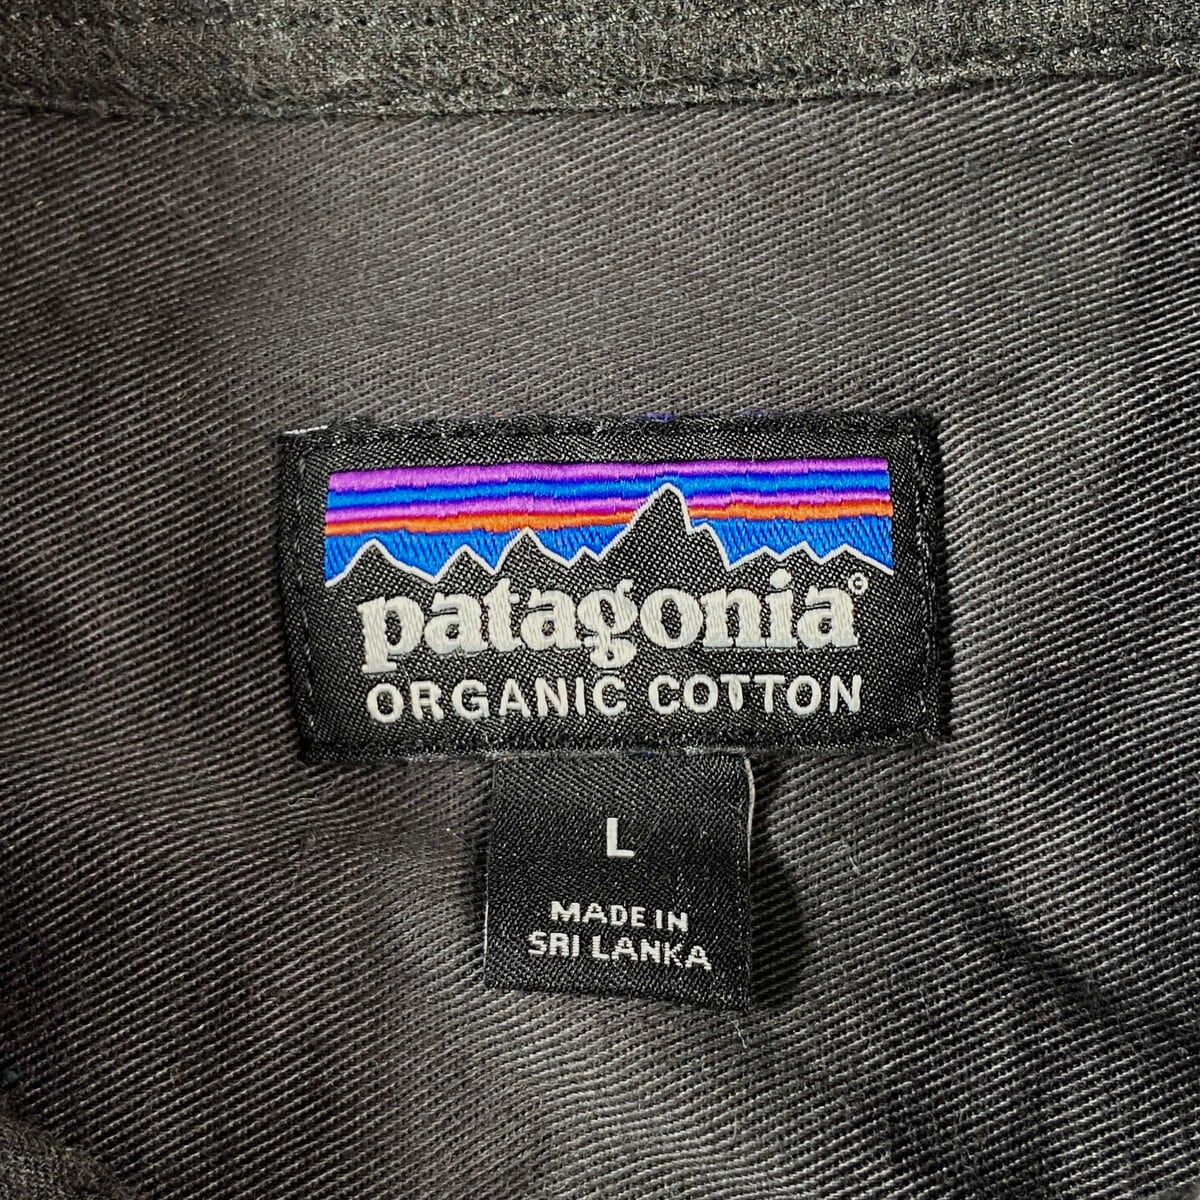 patagonia®
ORGANIC COTTON
L
MADE IN
SRI LANKA